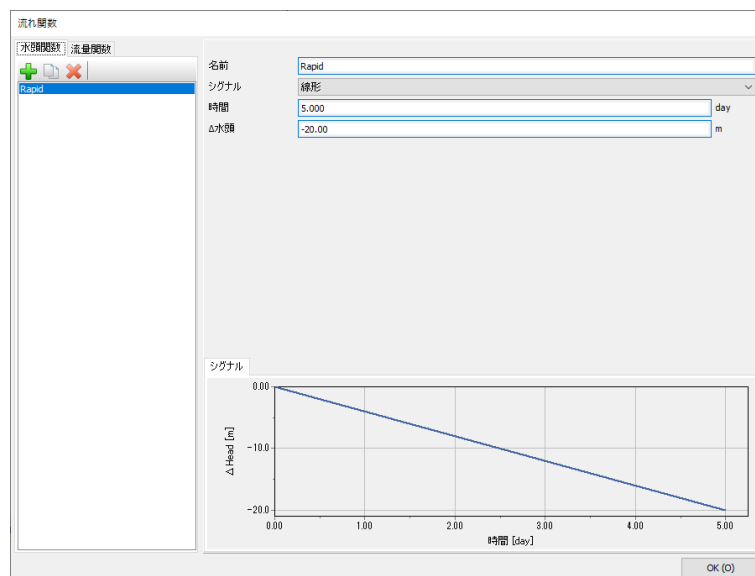 流れ関数
水頭関数 流量関数
Rapid
名前 Rapid
シグナル 線形
時間 5.000 day
Δ水頭 -20.00 m
シグナル
0.00
-10.0
-20.0
Δ Head [m]
0.00 1.00 2.00 3.00 4.00 5.00
時間 [day]
OK (O)